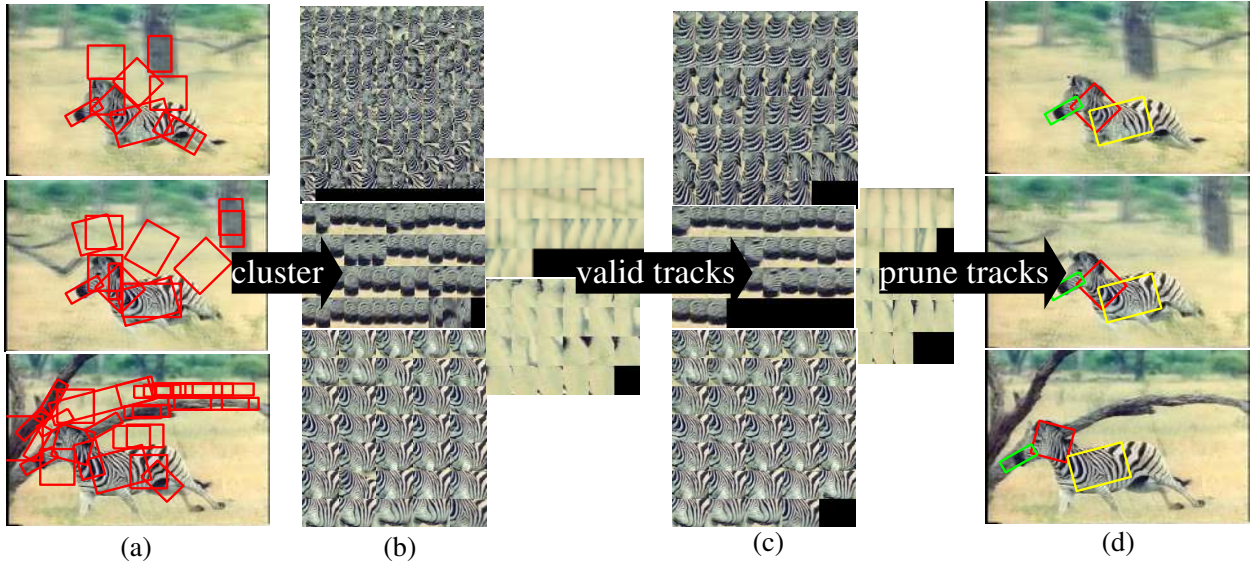 cluster
valid tracks
prune tracks
(a)
(b)
(c)
(d)